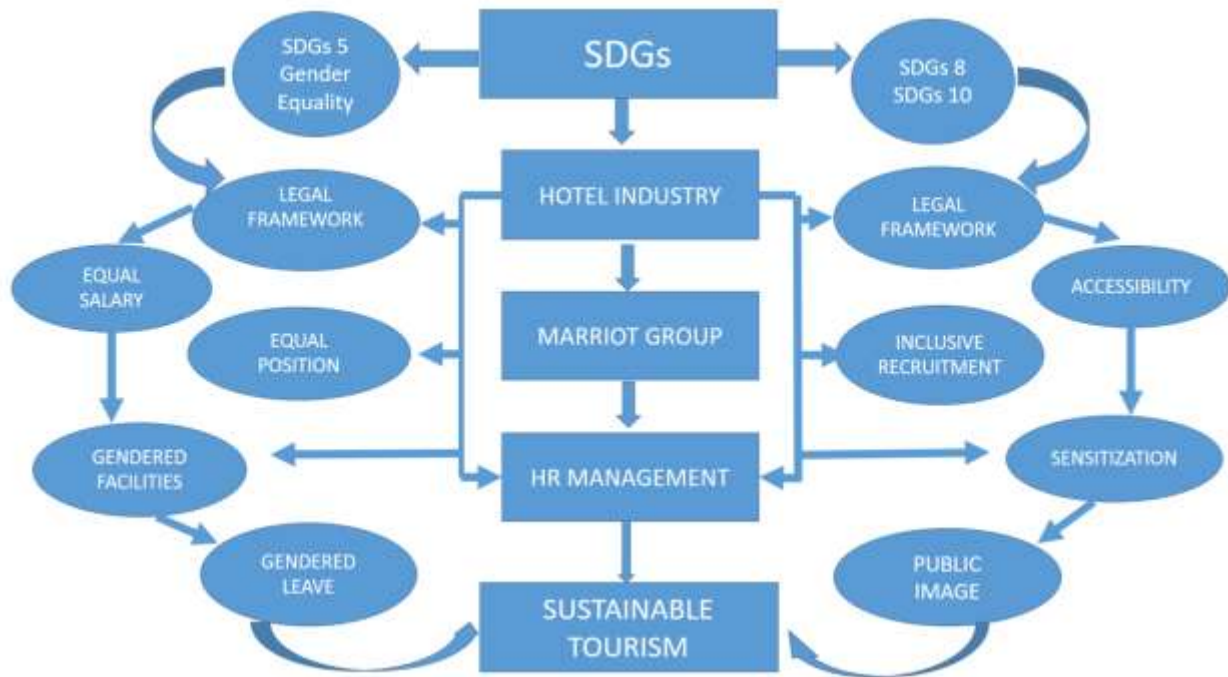 SDGs 5
Gender
Equality
SDGs
SDGs 8
SDGs 10
LEGAL
FRAMEWORK
HOTEL INDUSTRY
LEGAL
FRAMEWORK
EQUAL
SALARY
ACCESSIBILITY
EQUAL
POSITION
MARRIOT GROUP
INCLUSIVE
RECRUITMENT
GENDERED
FACILITIES
HR MANAGEMENT
SENSITIZATION
GENDERED
LEAVE
PUBLIC
IMAGE
SUSTAINABLE
TOURISM